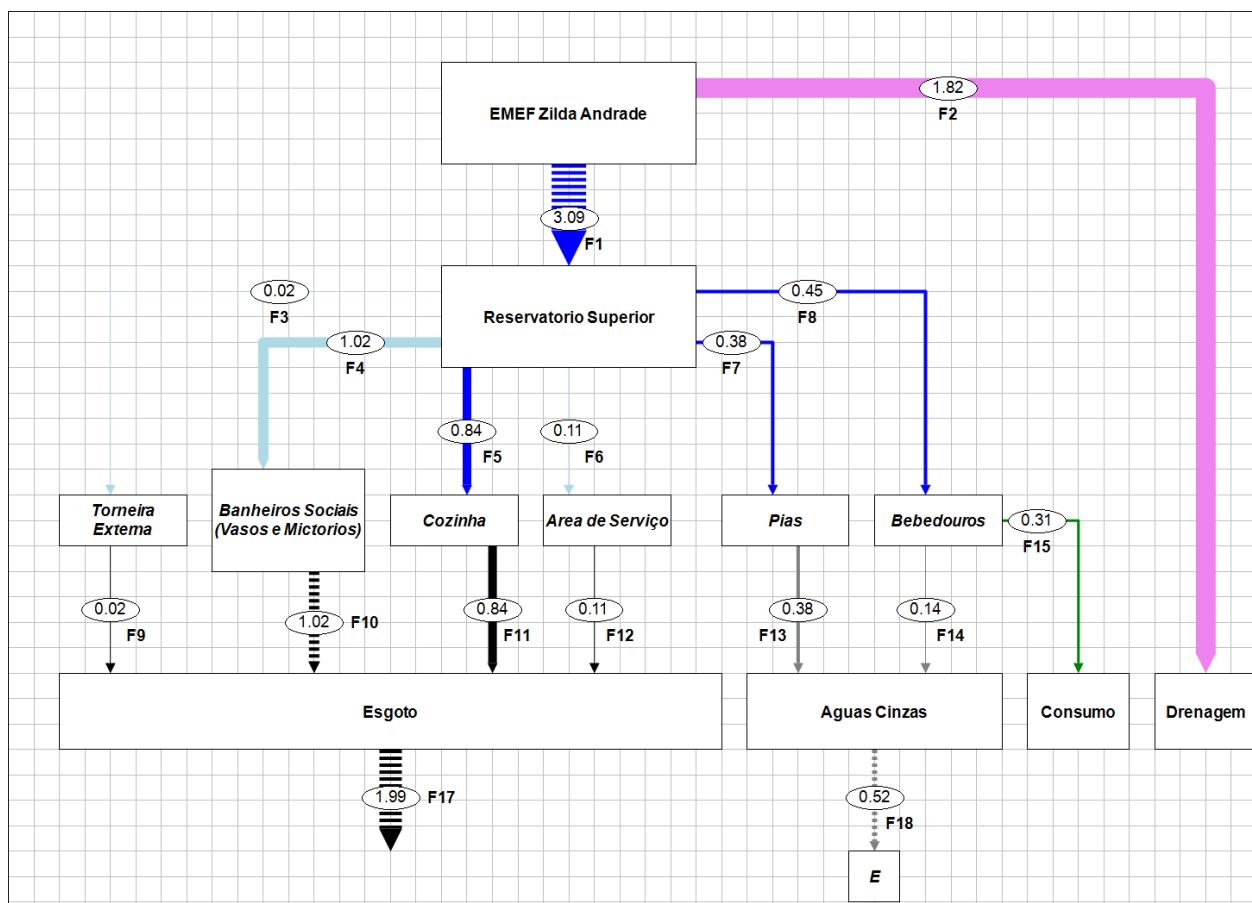 1.82
F2
EMEF Zilda Andrade
3.09
F1
0.02
F3
0.45
F8
Reservatorio Superior
1.02
F4
0.38
F7
0.84
F5
0.11
F6
Torneira
Externa
Banheiros Sociais
(Vasos e Mictorios)
Cozinha
Area de Serviço
Pias
Bebedouros
0.31
F15
0.02
F9
1.02
F10
0.84
F11
0.11
F12
0.38
F13
0.14
F14
Esgoto
Aguas Cinzas
Consumo
Drenagem
1.99
F17
0.52
F18
E